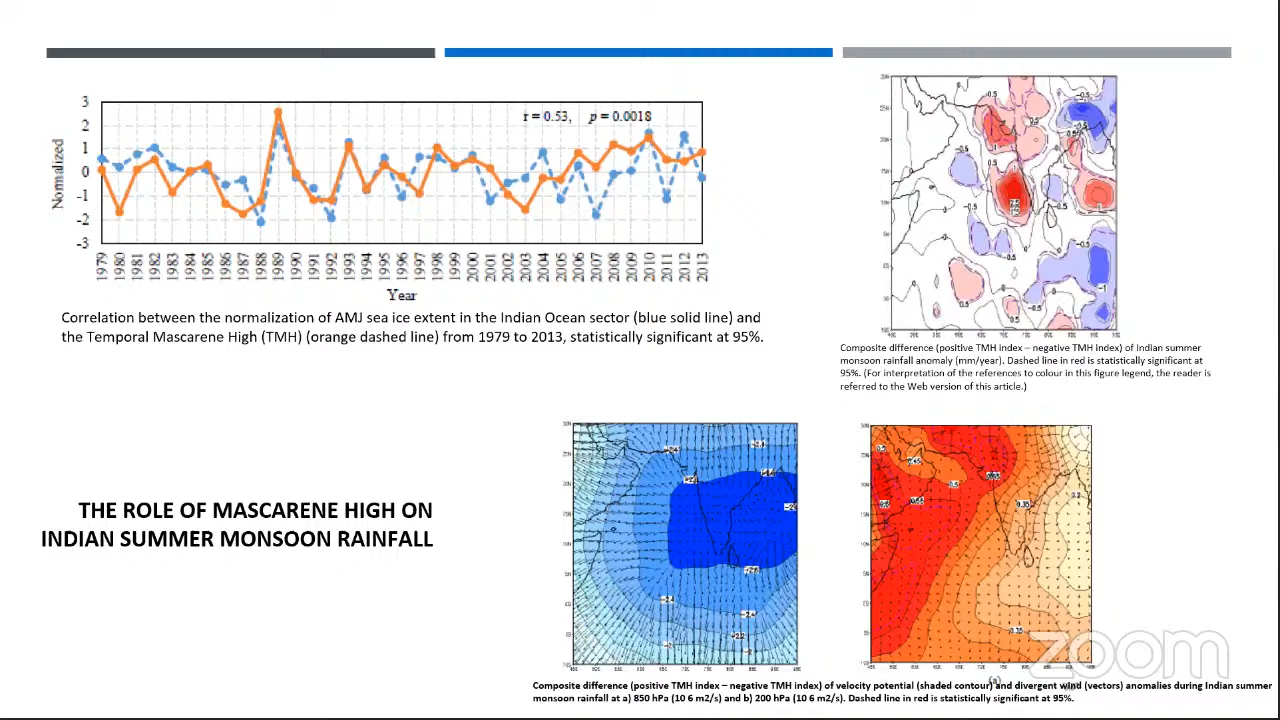 3
2
1
0
-1
-2
-3
Normalized
r = 0.53, p = 0.0018
1979 1980 1981 1982 1983 1984 1985 1986 1987 1988 1989 1990 1991 1992 1993 1994 1995 1996 1997 1998 1999 2000 2001 2002 2003 2004 2005 2006 2007 2008 2009 2010 2011 2012 2013
Year
Correlation between the normalization of AMJ sea ice extent in the Indian Ocean sector (blue solid line) and
the Temporal Mascarene High (TMH) (orange dashed line) from 1979 to 2013, statistically significant at 95%.
Composite difference (positive TMH index – negative TMH index) of Indian summer
monsoon rainfall anomaly (mm/year). Dashed line in red is statistically significant at
95%. (For interpretation of the references to colour in this figure legend, the reader is
referred to the Web version of this article.)
THE ROLE OF MASCARENE HIGH ON
INDIAN SUMMER MONSOON RAINFALL
zoom
(a)
Composite difference (positive TMH index – negative TMH index) of velocity potential (shaded contour) and divergent wind (vectors) anomalies during Indian summer
monsoon rainfall at a) 850 hPa (10 6 m2/s) and b) 200 hPa (10 6 m2/s). Dashed line in red is statistically significant at 95%.